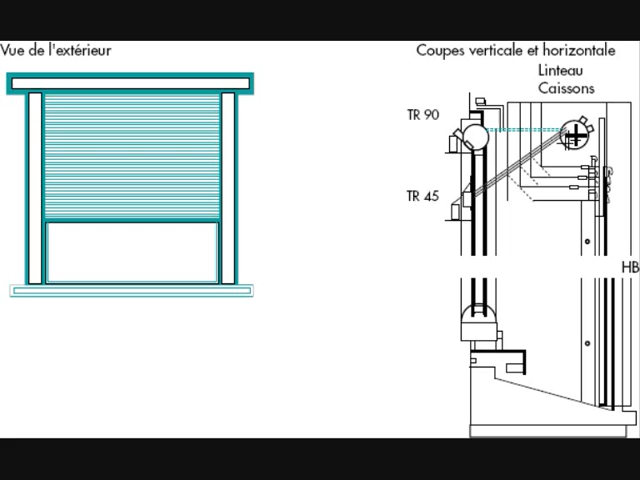 Vue de l'extérieur
Coupes verticale et horizontale
Linteau
Caissons
TR 90
TR 45
HB